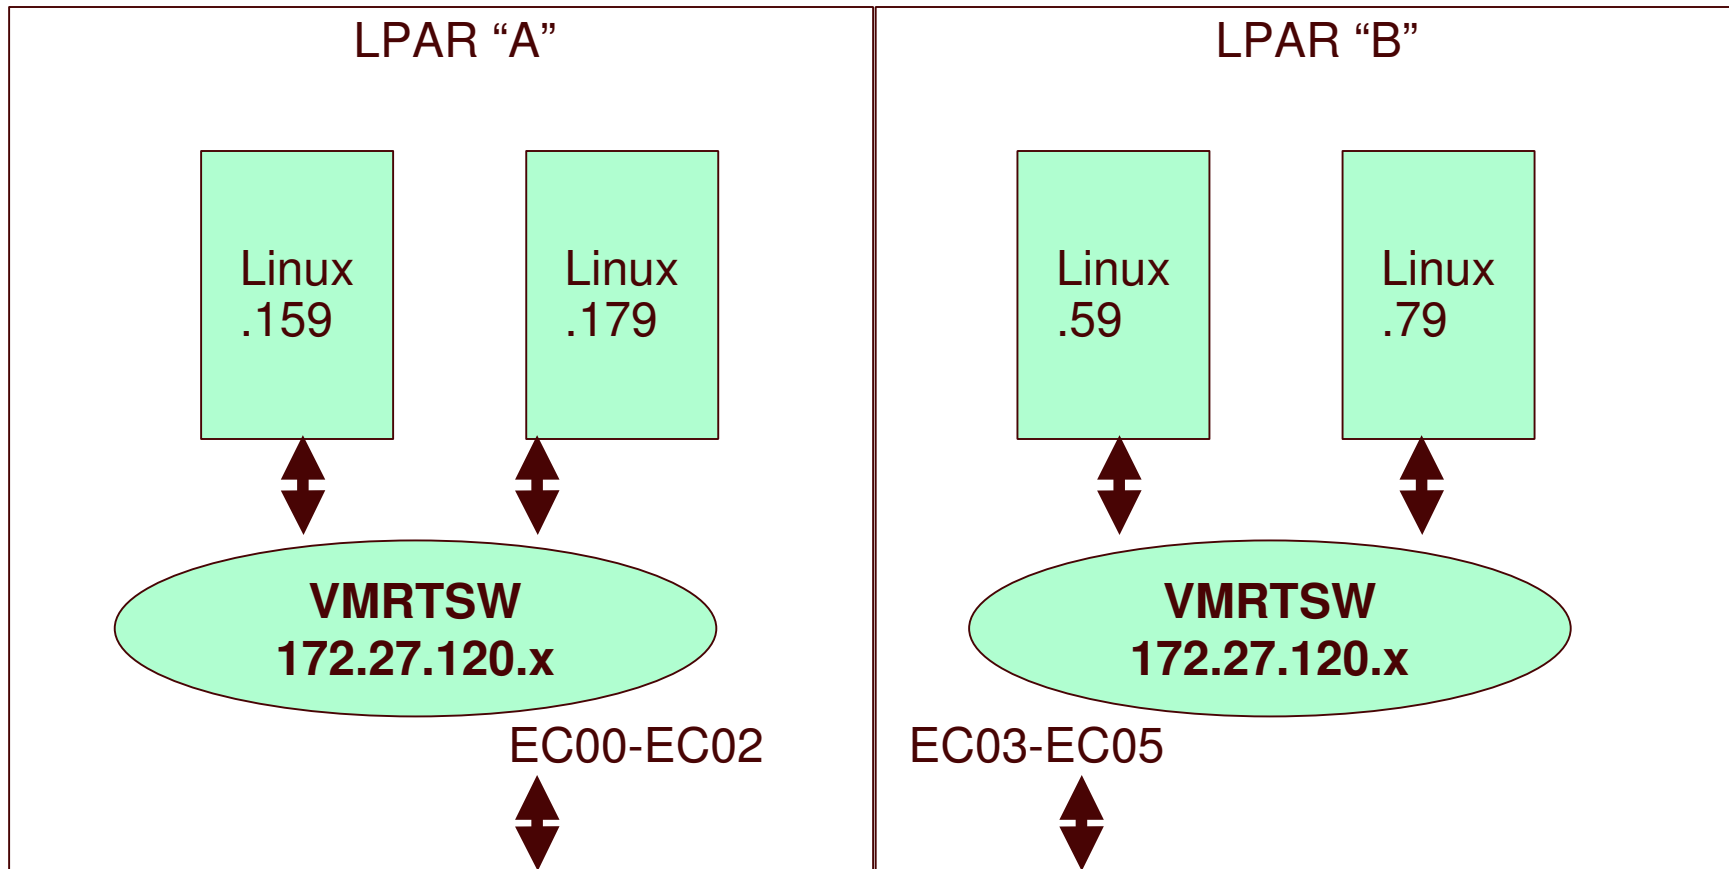 LPAR “A”
Linux
.159
Linux
.179
VMRTSW
172.27.120.x
EC00-EC02
LPAR “B”
Linux
.59
Linux
.79
VMRTSW
172.27.120.x
EC03-EC05